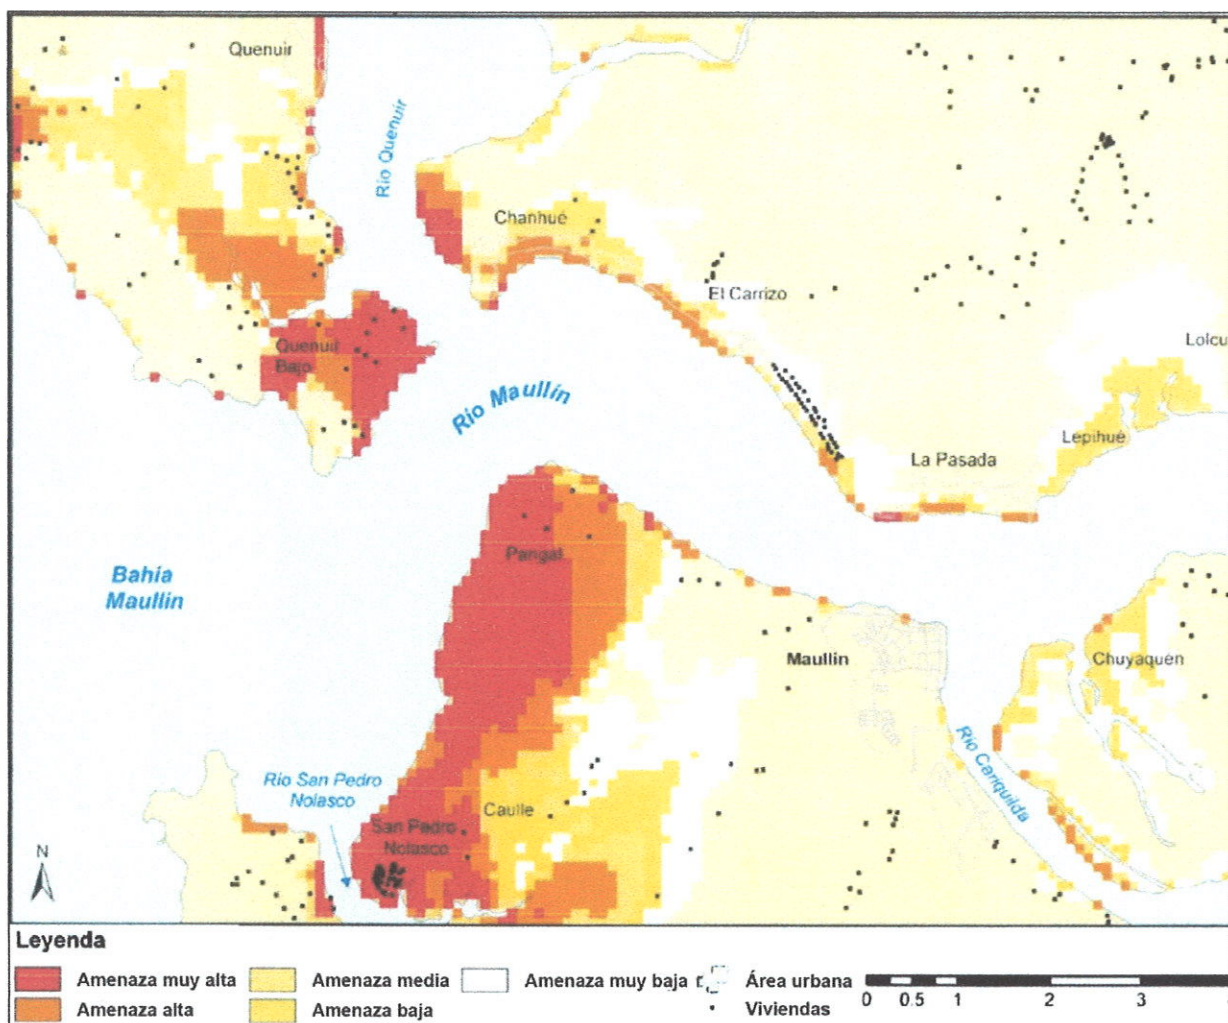 Quenuir
Río Quenuir
Chanhué
El Carrizo
Quenuir
Bajo
Lolcu
Río Maullín
Lepihué
La Pasada
Pangal
Bahía
Maullín
Maullín
Chuyaquén
Río San Pedro
Nolasco
Caulle
Río Cariquilda
San Pedro
Nolasco
N
Leyenda
Amenaza muy alta
Amenaza media
Amenaza muy baja
Área urbana
Amenaza alta
Amenaza baja
Viviendas
0 0.5 1 2 3